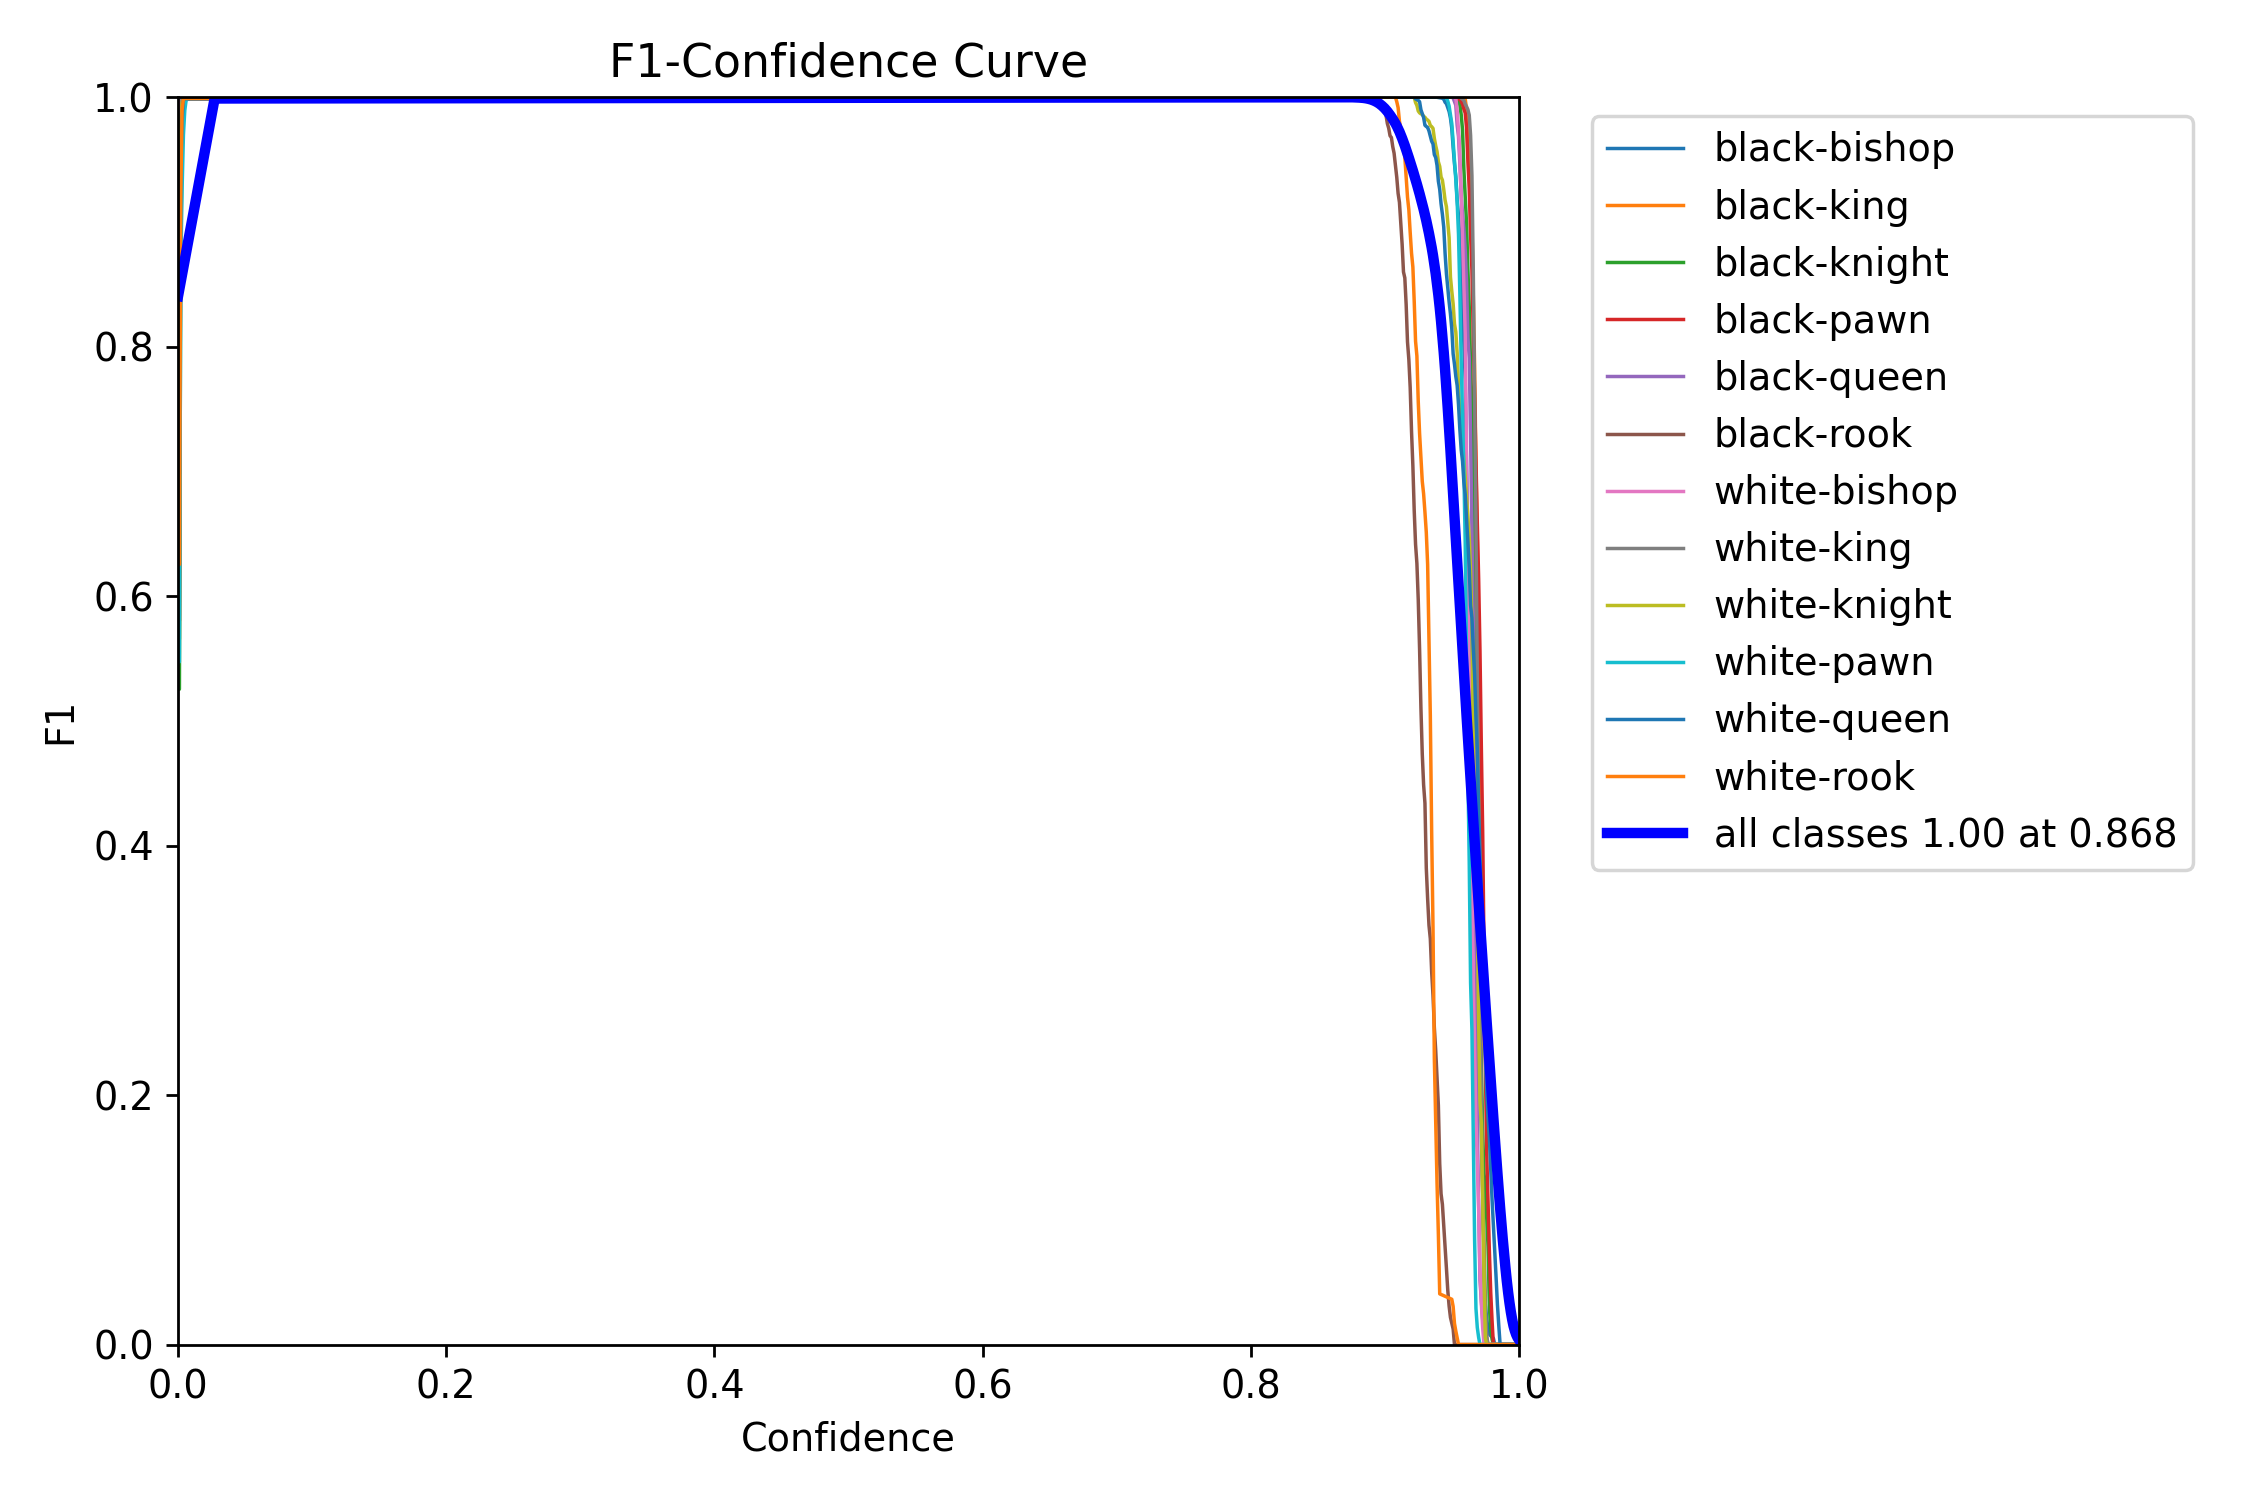 F1-Confidence Curve
1.0
0.8
0.6
0.4
0.2
0.0
F1
0.0 0.2 0.4 0.6 0.8 1.0
Confidence
black-bishop
black-king
black-knight
black-pawn
black-queen
black-rook
white-bishop
white-king
white-knight
white-pawn
white-queen
white-rook
all classes 1.00 at 0.868